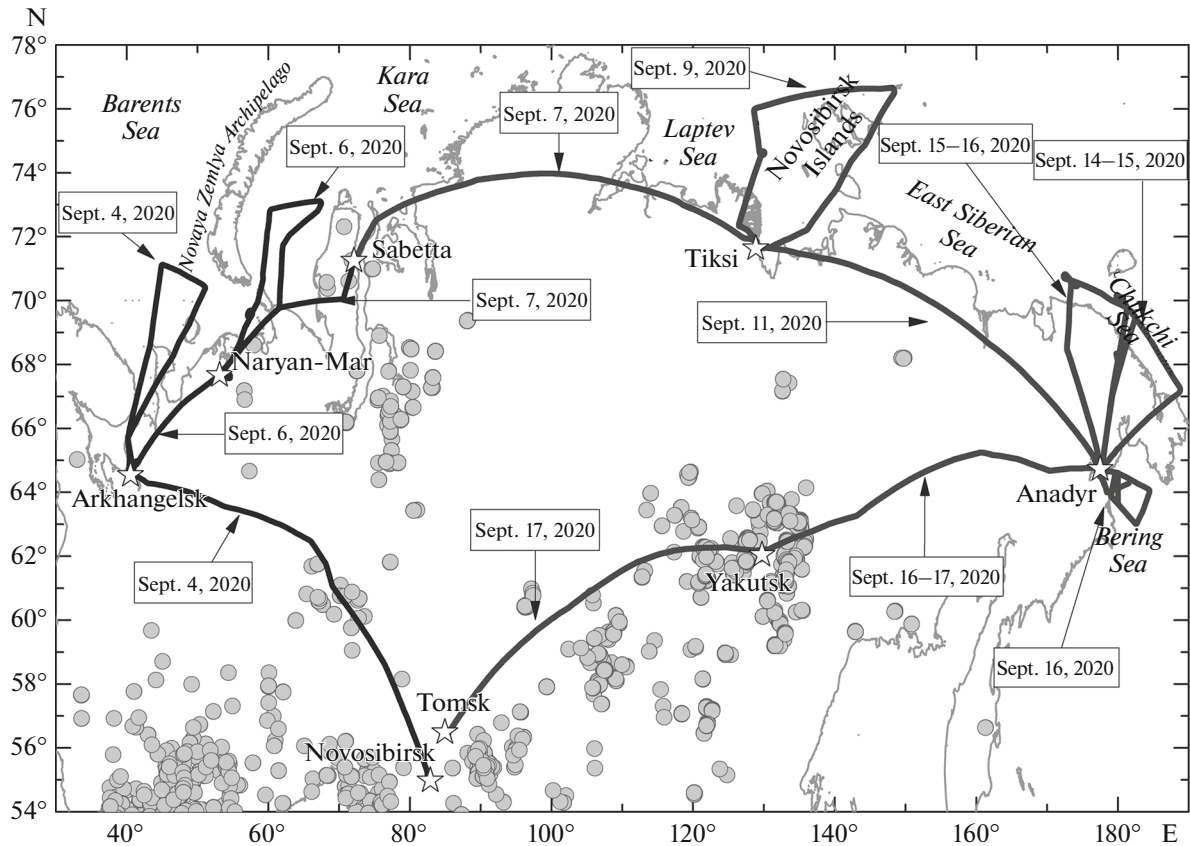 N
78°
76°
74°
72°
70°
68°
66°
64°
62°
60°
58°
56°
54°
Barents
Sea
Novaya Zemlya Archipelago
Kara
Sea
Laptev
Sea
Novosibirsk
Islands
East Siberian
Sea
Chukchi
Sea
Bering
Sea
Sept. 4, 2020
Sept. 6, 2020
Sept. 7, 2020
Sept. 9, 2020
Sept. 15–16, 2020
Sept. 14–15, 2020
Sept. 7, 2020
Sept. 11, 2020
Sept. 6, 2020
Sept. 4, 2020
Sept. 17, 2020
Sept. 16–17, 2020
Sept. 16, 2020
Sabetta
Tiksi
Naryan-Mar
Arkhangelsk
Anadyr
Yakutsk
Tomsk
Novosibirsk
40°
60°
80°
100°
120°
140°
160°
180°
E